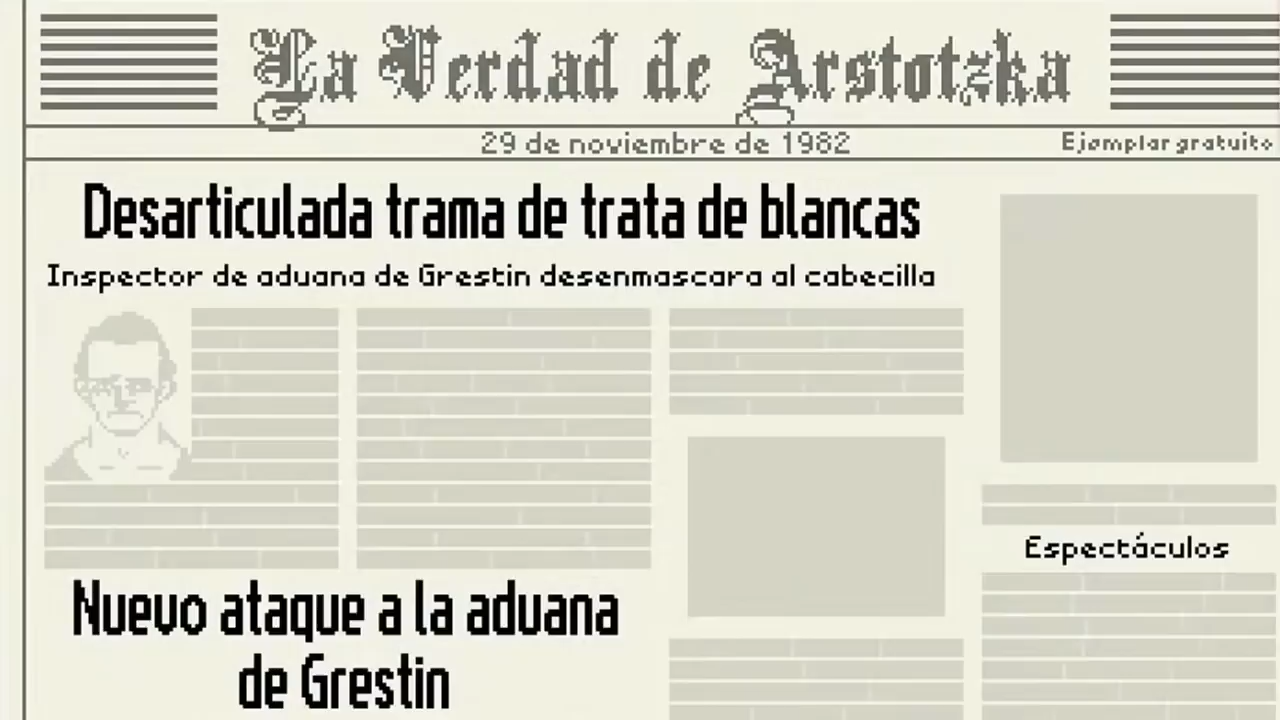 La Verdad de Arstotzka
29 de noviembre de 1982
Ejemplar gratuito
Desarticulada trama de trata de blancas
Inspector de aduana de Grestin desenmascara al cabecilla
Espectáculos
Nuevo ataque a la aduana
de Grestin